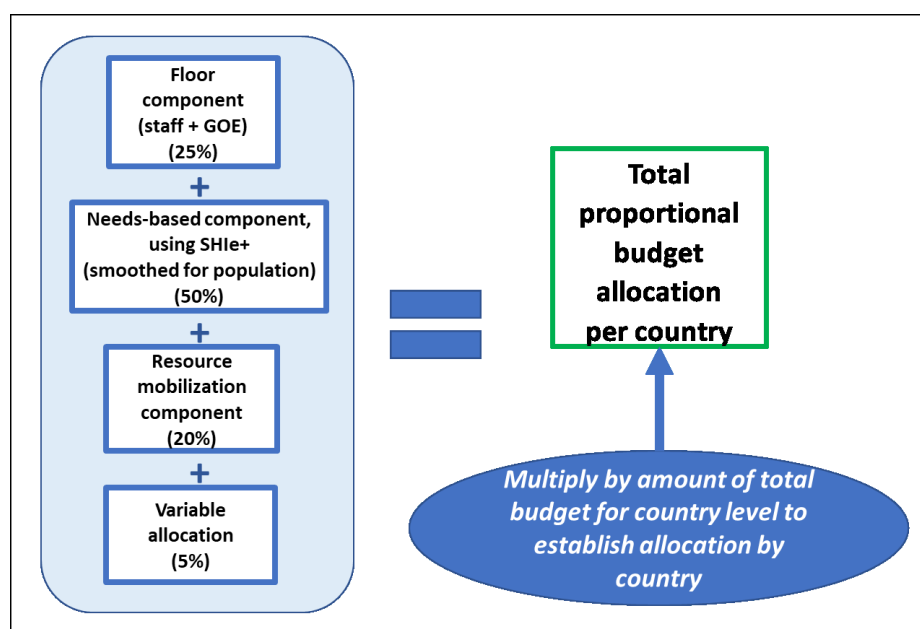 Floor
component
(staff + GOE)
(25%)
+
Needs-based component,
using SHIe+
(smoothed for population)
(50%)
+
Resource
mobilization
component
(20%)
+
Variable
allocation
(5%)
=
Total
proportional
budget
allocation
per country
Multiply by amount of total
budget for country level to
establish allocation by
country